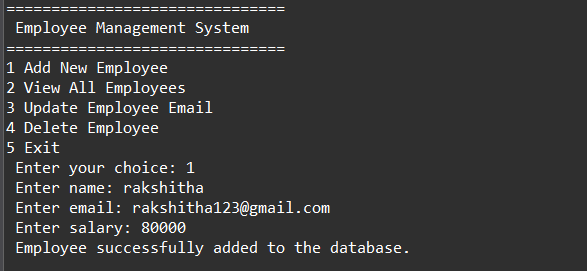 ===============================
Employee Management System
===============================
1 Add New Employee
2 View All Employees
3 Update Employee Email
4 Delete Employee
5 Exit
Enter your choice: 1
Enter name: rakshitha
Enter email: rakshitha123@gmail.com
Enter salary: 80000
Employee successfully added to the database.